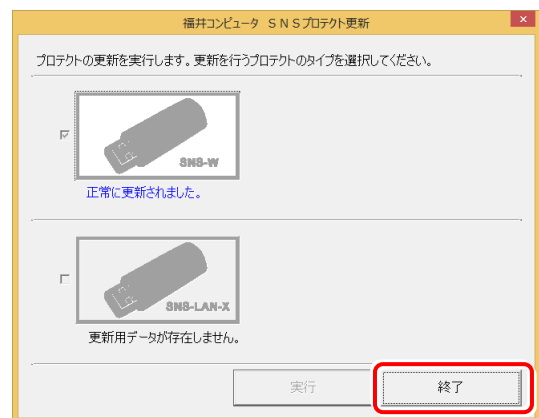 福井コンピュータ SNSプロテクト更新
プロテクトの更新を実行します。更新を行うプロテクトのタイプを選択してください。
SNS-W
正常に更新されました。
SNS-LAN-X
更新用データが存在しません。
実行
終了